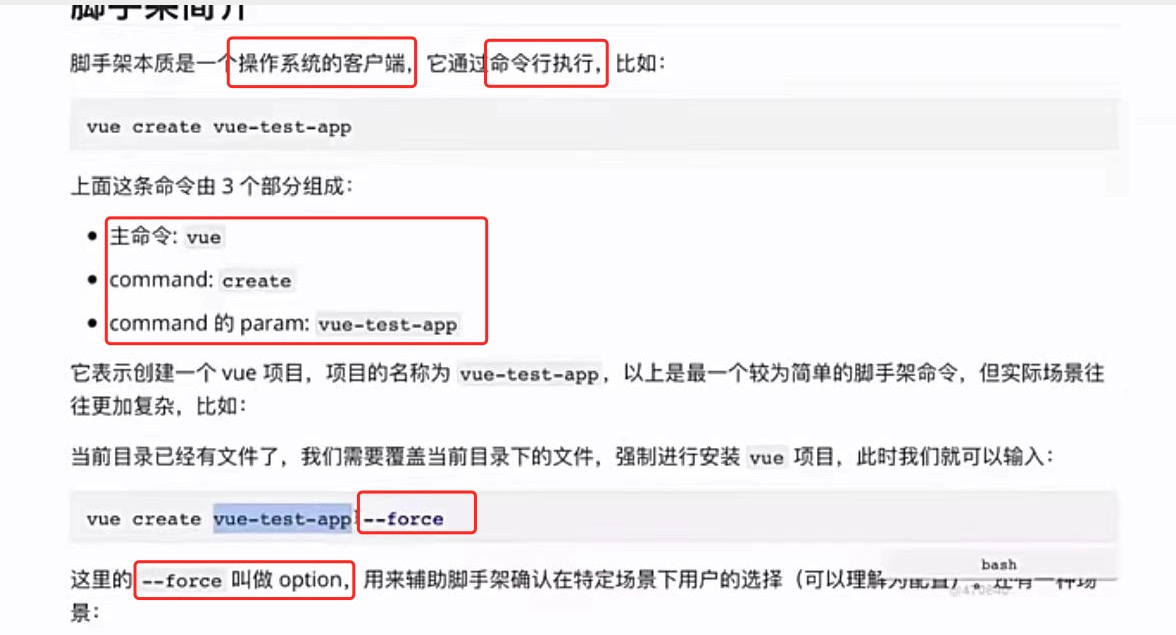 脚手架简介
脚手架本质是一个操作系统的客户端，它通过命令行执行，比如：
vue create vue-test-app
上面这条命令由 3 个部分组成：
主命令: vue
command: create
command 的 param: vue-test-app
它表示创建一个 vue 项目，项目的名称为 vue-test-app，以上是最一个较为简单的脚手架命令，但实际场景往
往更加复杂，比如：
当前目录已经有文件了，我们需要覆盖当前目录下的文件，强制进行安装 vue 项目，此时我们就可以输入：
vue create vue-test-app --force
bash
这里的 --force 叫做 option，用来辅助脚手架确认在特定场景下用户的选择（可以理解为配置）。还有一种场
景：